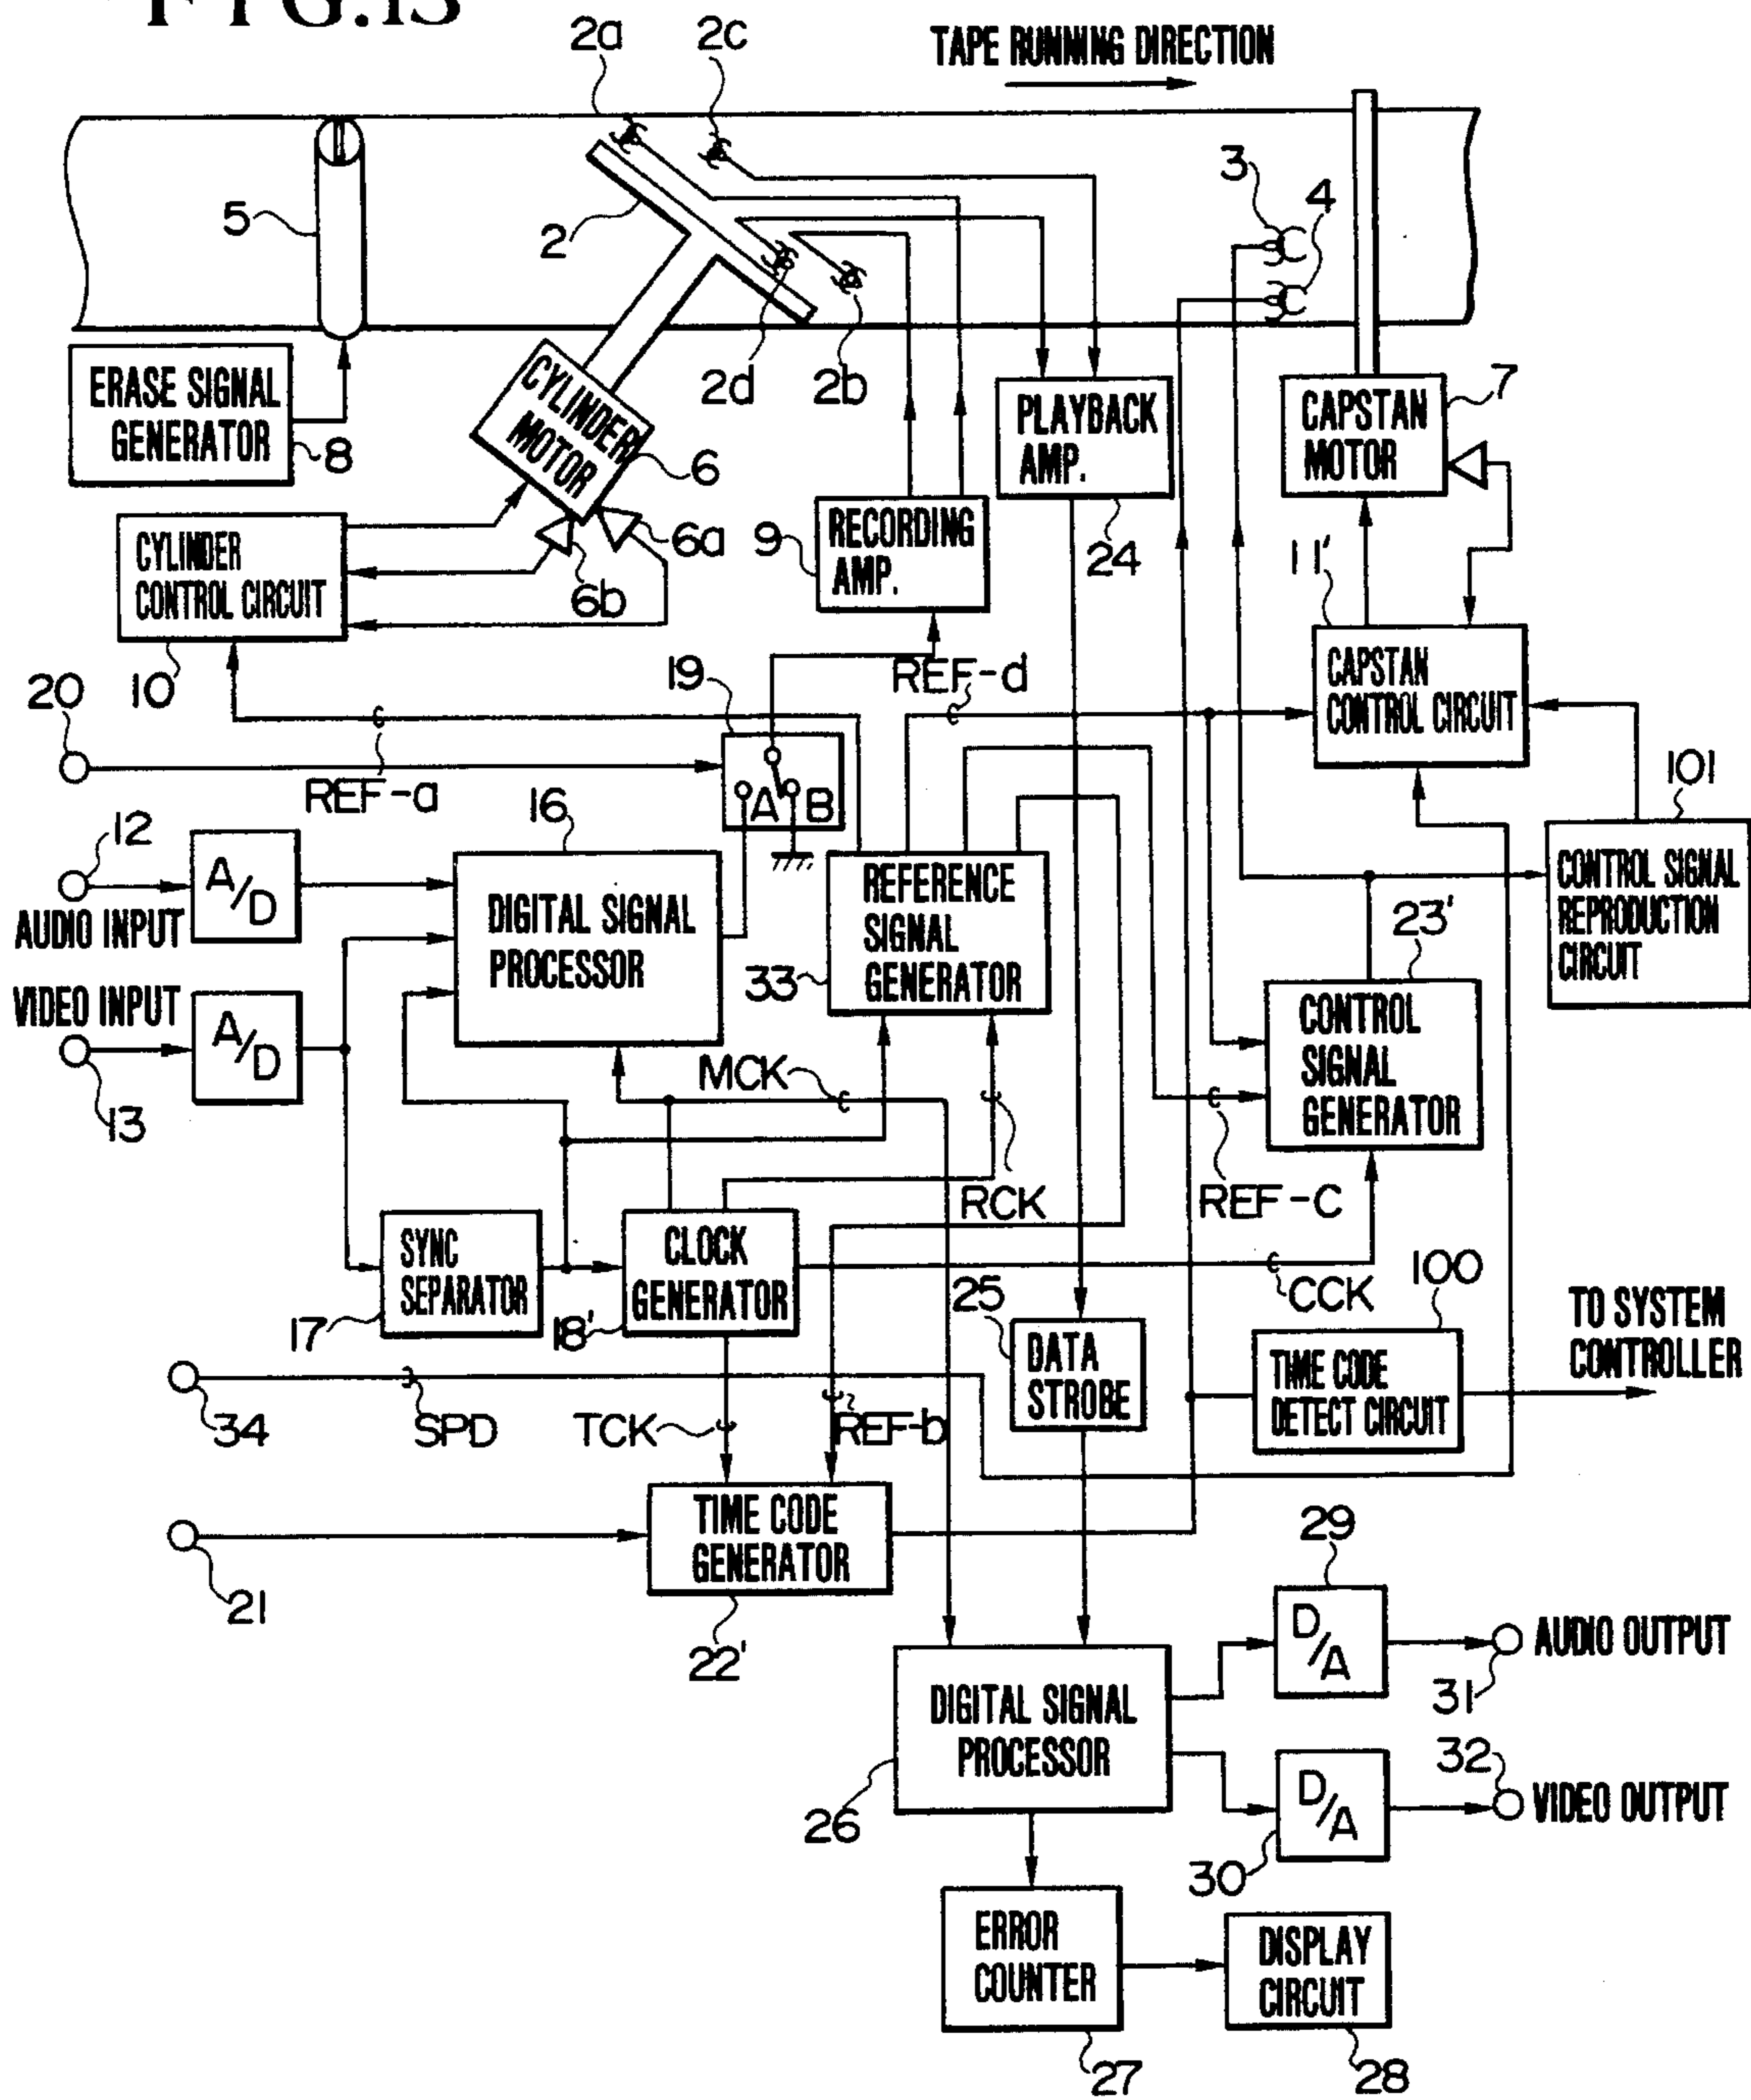 FIG.13
2a
2c
TAPE RUNNING DIRECTION
5
2
3
4
2d
2b
ERASE SIGNAL
GENERATOR
8
CYLINDER
MOTOR
6
PLAYBACK
AMP.
24
CAPSTAN
MOTOR
7
CYLINDER
CONTROL CIRCUIT
10
6a
6b
9
RECORDING
AMP.
11'
CAPSTAN
CONTROL CIRCUIT
20
19
REF-d
REF-a
A
B
101
CONTROL SIGNAL
REPRODUCTION
CIRCUIT
12
AUDIO INPUT
A/D
16
DIGITAL SIGNAL
PROCESSOR
REFERENCE
SIGNAL
GENERATOR
33
23'
CONTROL
SIGNAL
GENERATOR
VIDEO INPUT
13
A/D
MCK
RCK
REF-C
SYNC
SEPARATOR
17
CLOCK
GENERATOR
18'
CCK
25
DATA
STROBE
100
TIME CODE
DETECT CIRCUIT
TO SYSTEM
CONTROLLER
34
SPD
TCK
REF-b
21
TIME CODE
GENERATOR
22'
29
D/A
AUDIO OUTPUT
31
DIGITAL SIGNAL
PROCESSOR
26
32
D/A
VIDEO OUTPUT
30
ERROR
COUNTER
27
DISPLAY
CIRCUIT
28